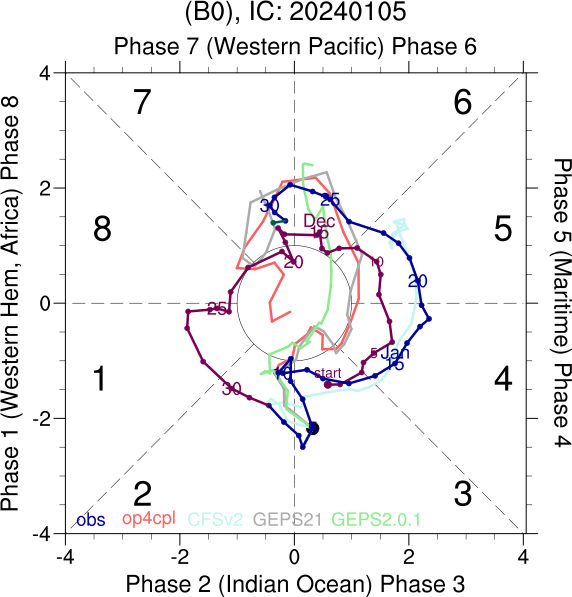 (B0), IC: 20240105
Phase 7 (Western Pacific) Phase 6
Phase 1 (Western Hem, Africa) Phase 8
Phase 5 (Maritime) Phase 4
4
2
0
-2
-4
7
6
8
5
1
4
2
3
30
25
Dec
15
20
10
20
25
5
Jan
15
10
start
30
obs
op4cpl
CFSv2
GEPS21
GEPS2.0.1
-4
-2
0
2
4
Phase 2 (Indian Ocean) Phase 3